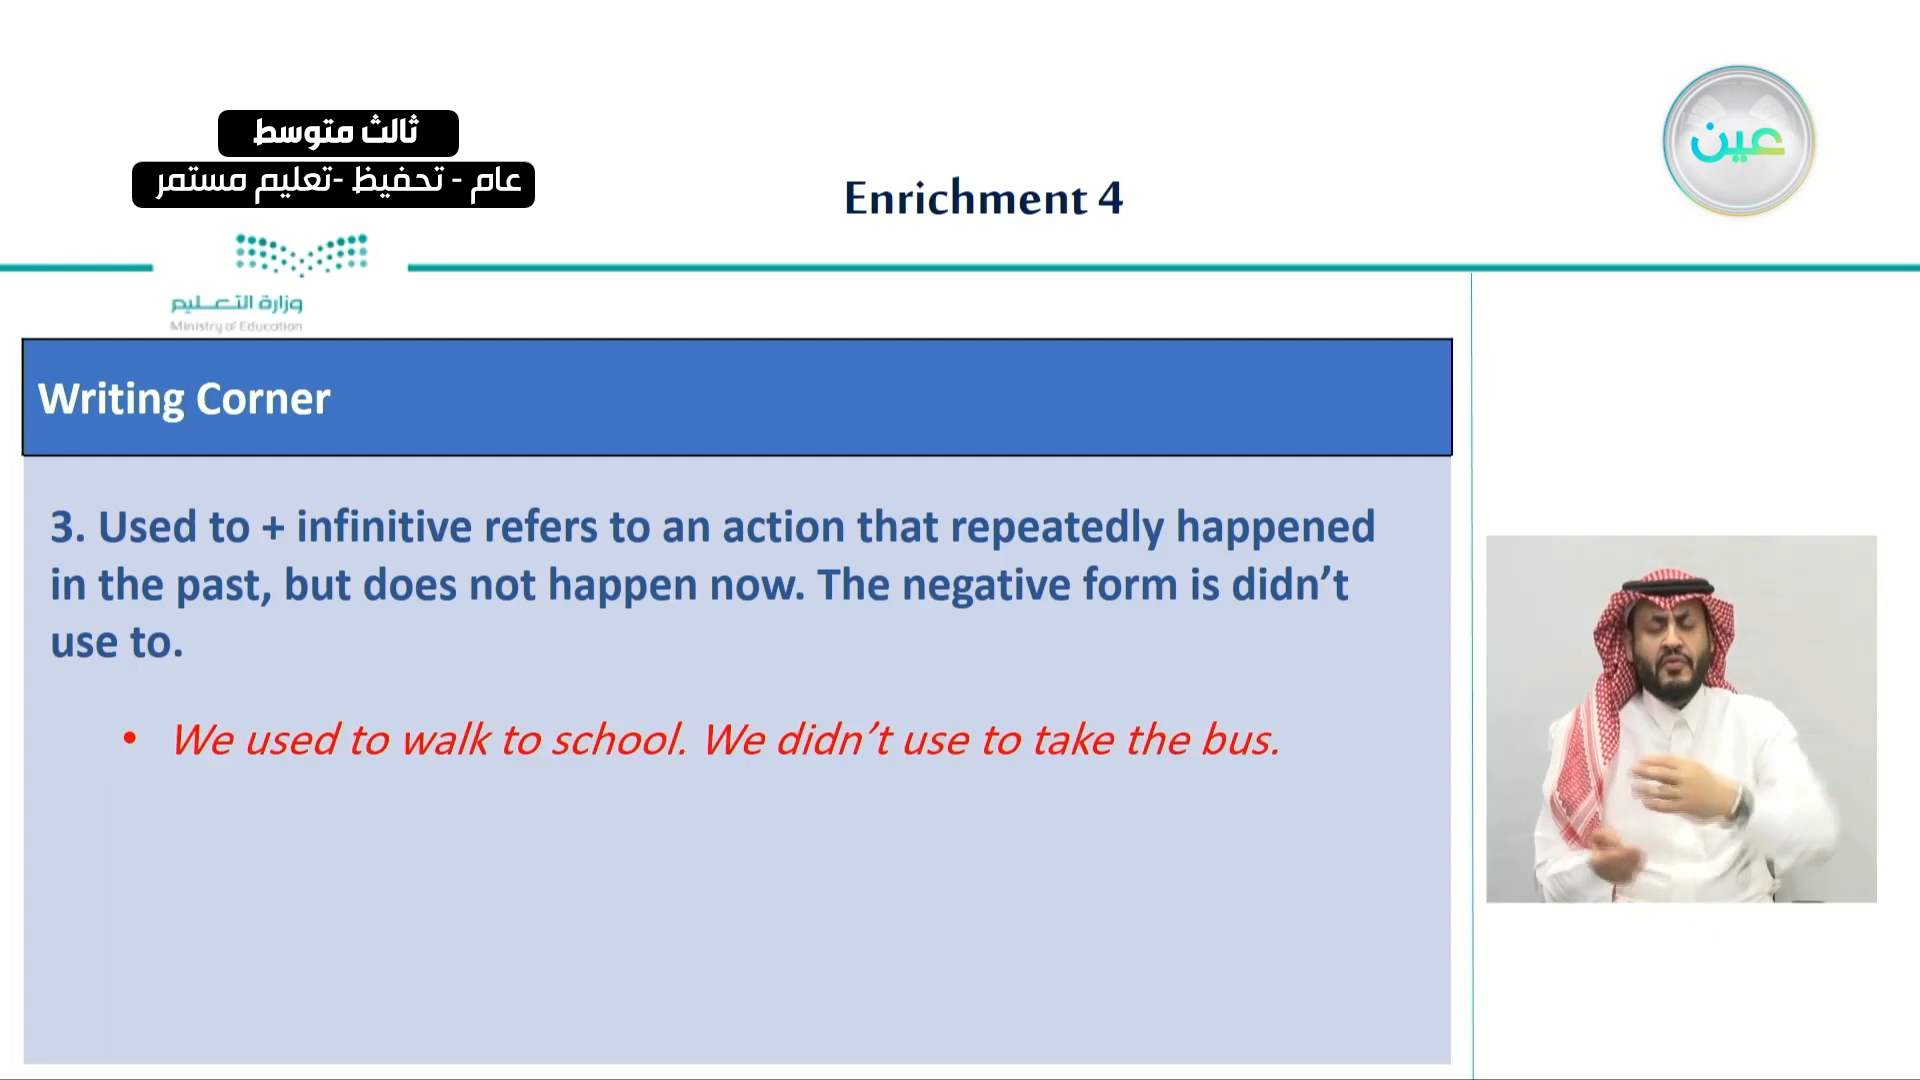 ثالث متوسط
عام - تحفيظ -تعليم مستمر
عين
Enrichment 4
وزارة التعليم
Ministry of Education
Writing Corner
3. Used to + infinitive refers to an action that repeatedly happened
in the past, but does not happen now. The negative form is didn’t
use to.
• We used to walk to school. We didn’t use to take the bus.